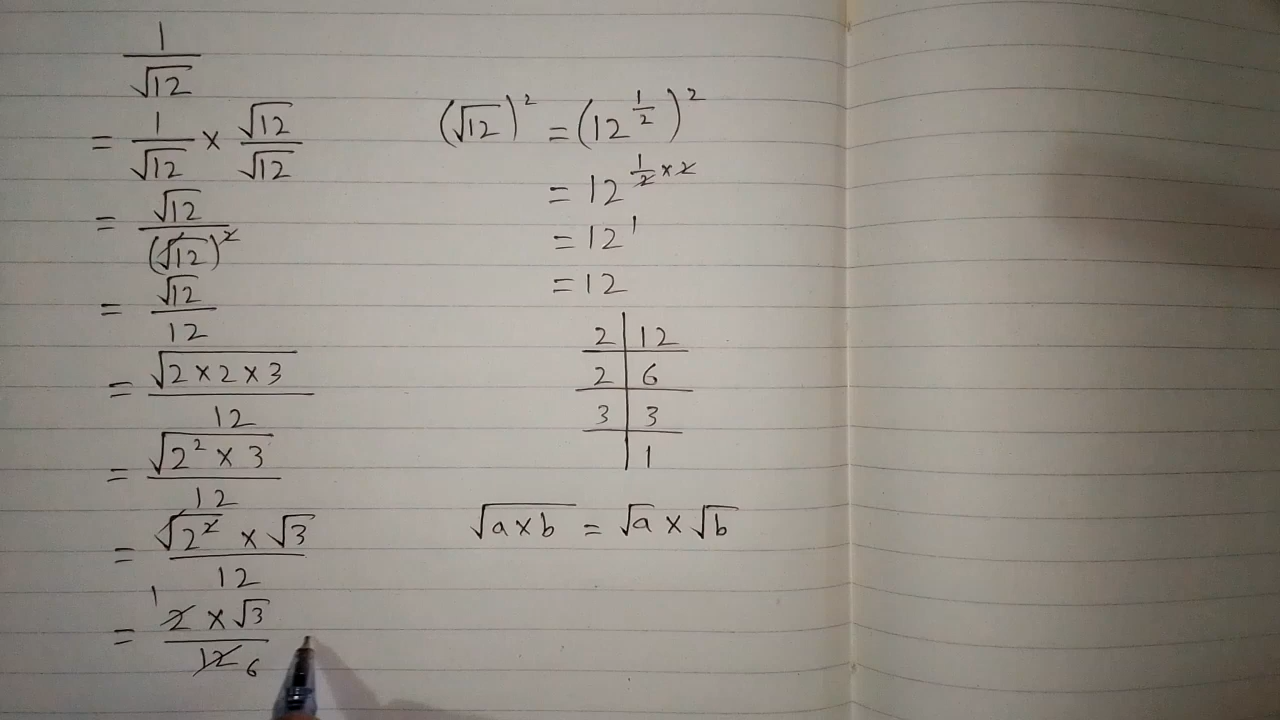 1/√12
= 1/√12 × √12/√12
= √12/(√12)²
= √12/12
= √(2×2×3)/12
= √(2²×3)/12
= √(2²) × √3/12
= 1 2 × √3/12 6
(√12)² = (12^(1/2))²
= 12^(1/2 × 2)
= 12¹
= 12
2 | 12
2 | 6
3 | 3
| 1
√(a×b) = √a × √b